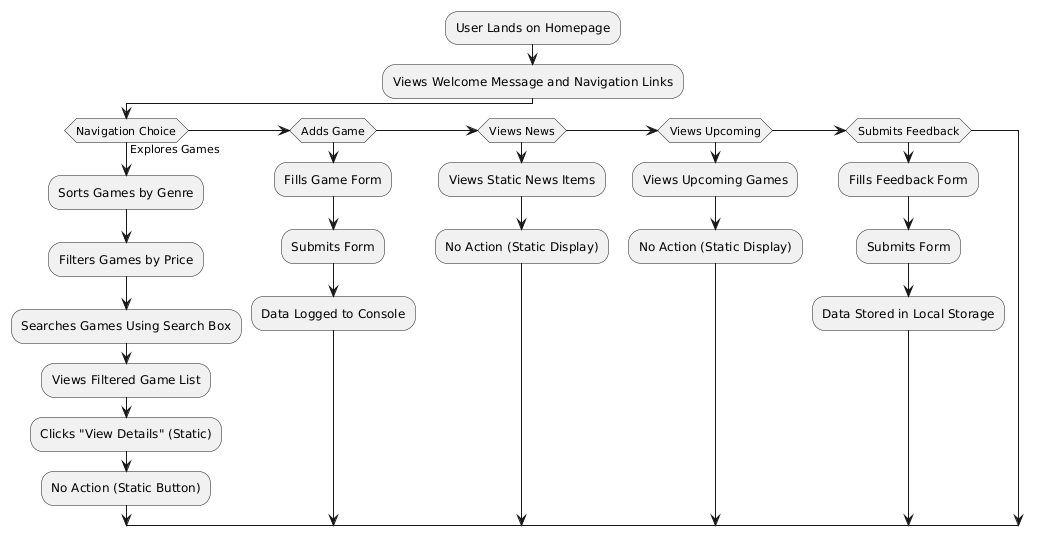 User Lands on Homepage
Views Welcome Message and Navigation Links
Navigation Choice
Explores Games
Sorts Games by Genre
Filters Games by Price
Searches Games Using Search Box
Views Filtered Game List
Clicks "View Details" (Static)
No Action (Static Button)
Adds Game
Fills Game Form
Submits Form
Data Logged to Console
Views News
Views Static News Items
No Action (Static Display)
Views Upcoming
Views Upcoming Games
No Action (Static Display)
Submits Feedback
Fills Feedback Form
Submits Form
Data Stored in Local Storage